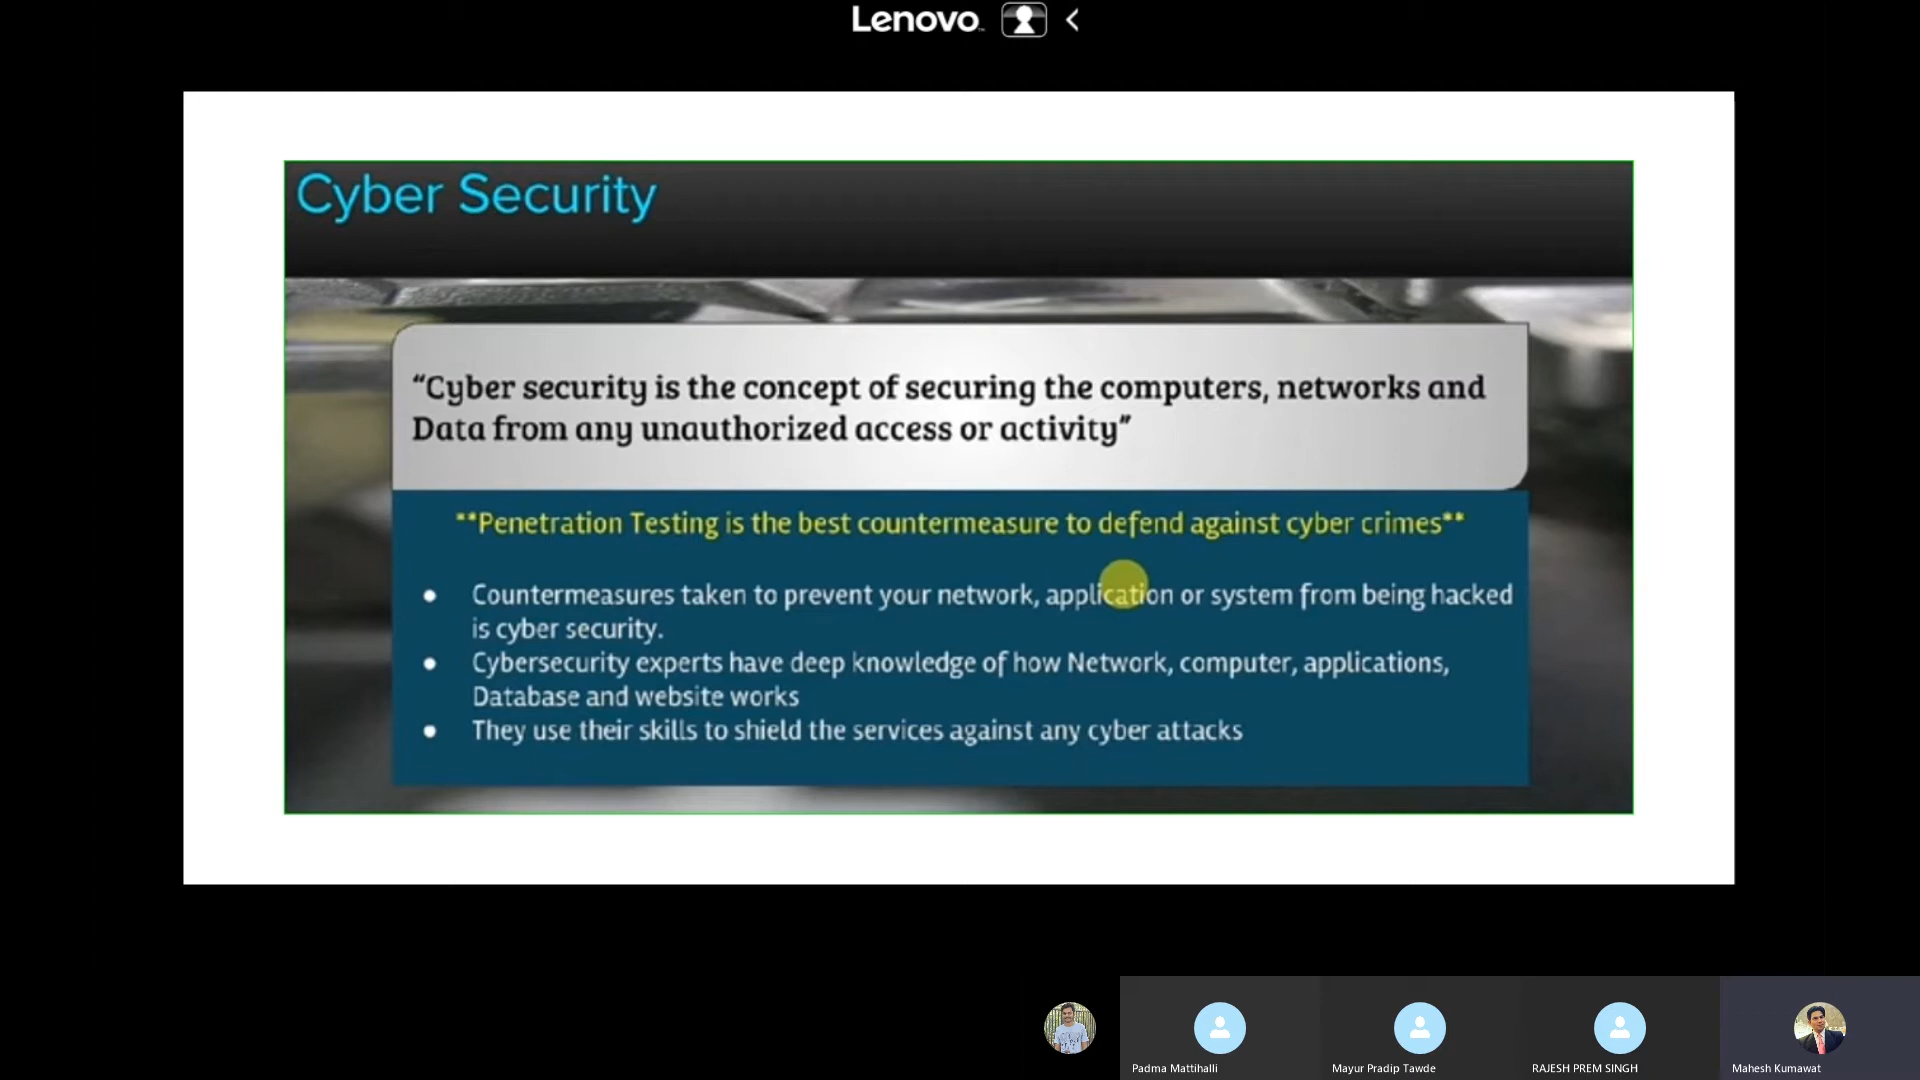 Lenovo
Cyber Security
“Cyber security is the concept of securing the computers, networks and
Data from any unauthorized access or activity”
**Penetration Testing is the best countermeasure to defend against cyber crimes**
● Countermeasures taken to prevent your network, application or system from being hacked
is cyber security.
● Cybersecurity experts have deep knowledge of how Network, computer, applications,
Database and website works
● They use their skills to shield the services against any cyber attacks
Padma Mattihalli
Mayur Pradip Tawde
RAJESH PREM SINGH
Mahesh Kumawat